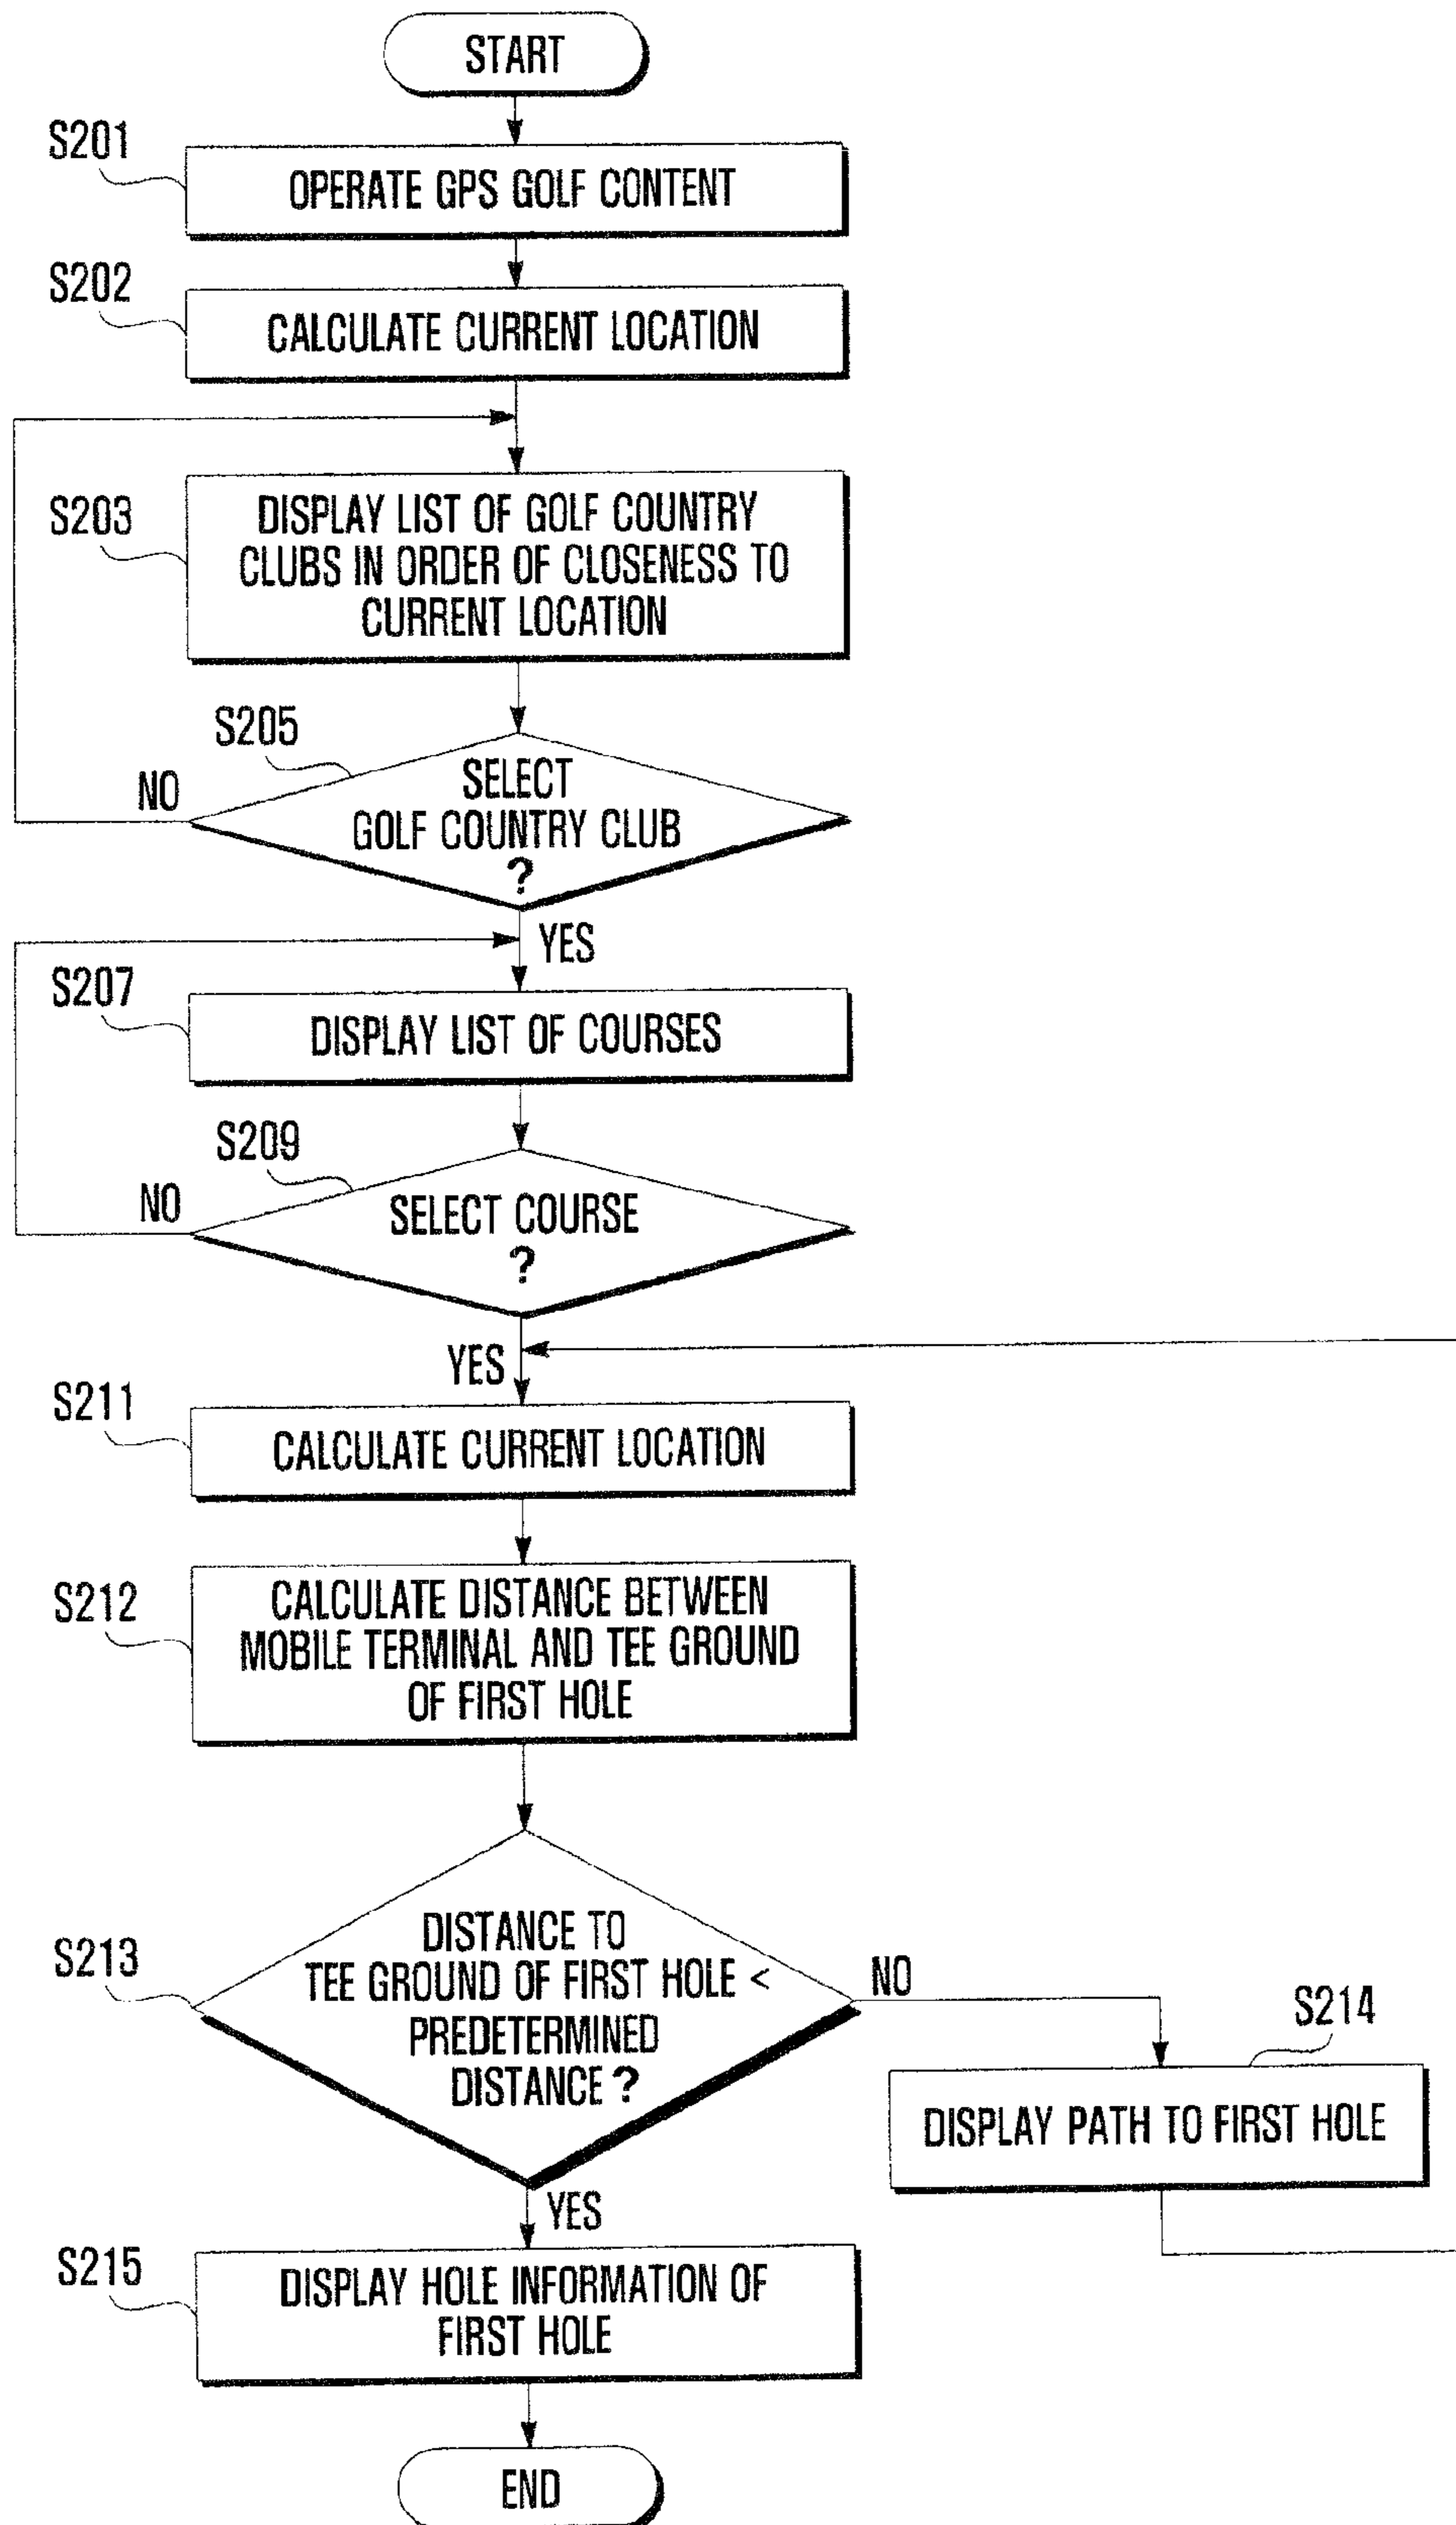 START
S201
OPERATE GPS GOLF CONTENT
S202
CALCULATE CURRENT LOCATION
S203
DISPLAY LIST OF GOLF COUNTRY
CLUBS IN ORDER OF CLOSENESS TO
CURRENT LOCATION
S205
SELECT
GOLF COUNTRY CLUB
?
NO
YES
S207
DISPLAY LIST OF COURSES
S209
SELECT COURSE
?
NO
YES
S211
CALCULATE CURRENT LOCATION
S212
CALCULATE DISTANCE BETWEEN
MOBILE TERMINAL AND TEE GROUND
OF FIRST HOLE
S213
DISTANCE TO
TEE GROUND OF FIRST HOLE <
PREDETERMINED
DISTANCE ?
NO
S214
DISPLAY PATH TO FIRST HOLE
YES
S215
DISPLAY HOLE INFORMATION OF
FIRST HOLE
END